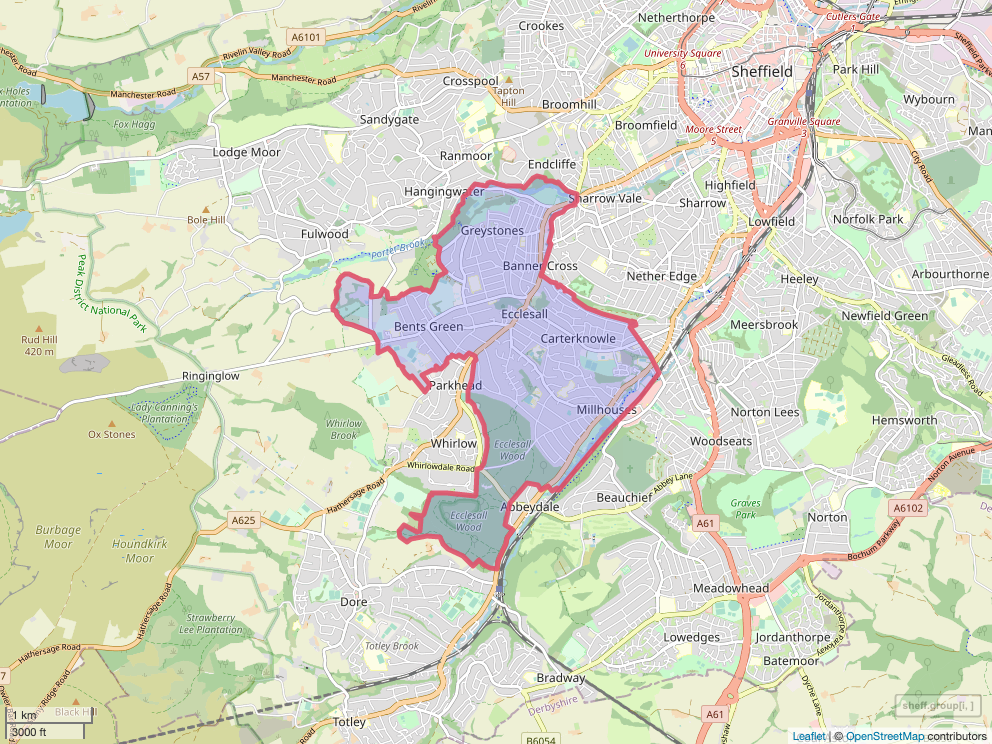 Netherthorpe
Cutlers Gate
Crookes
A6101
Rivelin Valley Road
University Square
6
Sheffield
Park Hill
Sheffield Parkway
A57
Manchester Road
Manchester Road
Crosspool
Tapton
Hill
Broomhill
Wybourn
Fox Hagg
Sandygate
Broomfield
Moore Street
5
Granville Square
3
City Road
Lodge Moor
Ranmoor
Endcliffe
Highfield
Hangingwater
Sharrow Vale
Sharrow
Bole Hill
Greystones
Lowfield
Norfolk Park
Fulwood
Porter Brook
Banner Cross
Nether Edge
Heeley
Arbourthorne
Peak District National Park
Ecclesall
Newfield Green
Bents Green
Carterknowle
Meersbrook
Rud Hill
420 m
Gleadless Road
Ringinglow
Parkhead
Lady Canning's
Plantation
Whirlow
Brook
Millhouses
Norton Lees
Hemsworth
Ox Stones
Whirlow
Ecclesall
Wood
Woodseats
Whirlowdale Road
Norton Avenue
Hathersage Road
Abbey Lane
Beauchief
Abbeydale
Graves
Park
A6102
A625
Ecclesall
Wood
A61
Norton
Burbage
Moor
Houndkirk
Moor
Bochum Parkway
Meadowhead
Dore
Jordanthorpe Parkway
Hathersage Road
Strawberry
Lee Plantation
Lowedges
Jordanthorpe
Totley Brook
Batemoor
Hathersage Road
Bradway
Dyche Lane
Derbyshire
Black Hill
1 km
3000 ft
Totley
A61
B6054
sheff.group[i, ]
Leaflet | © OpenStreetMap contributors